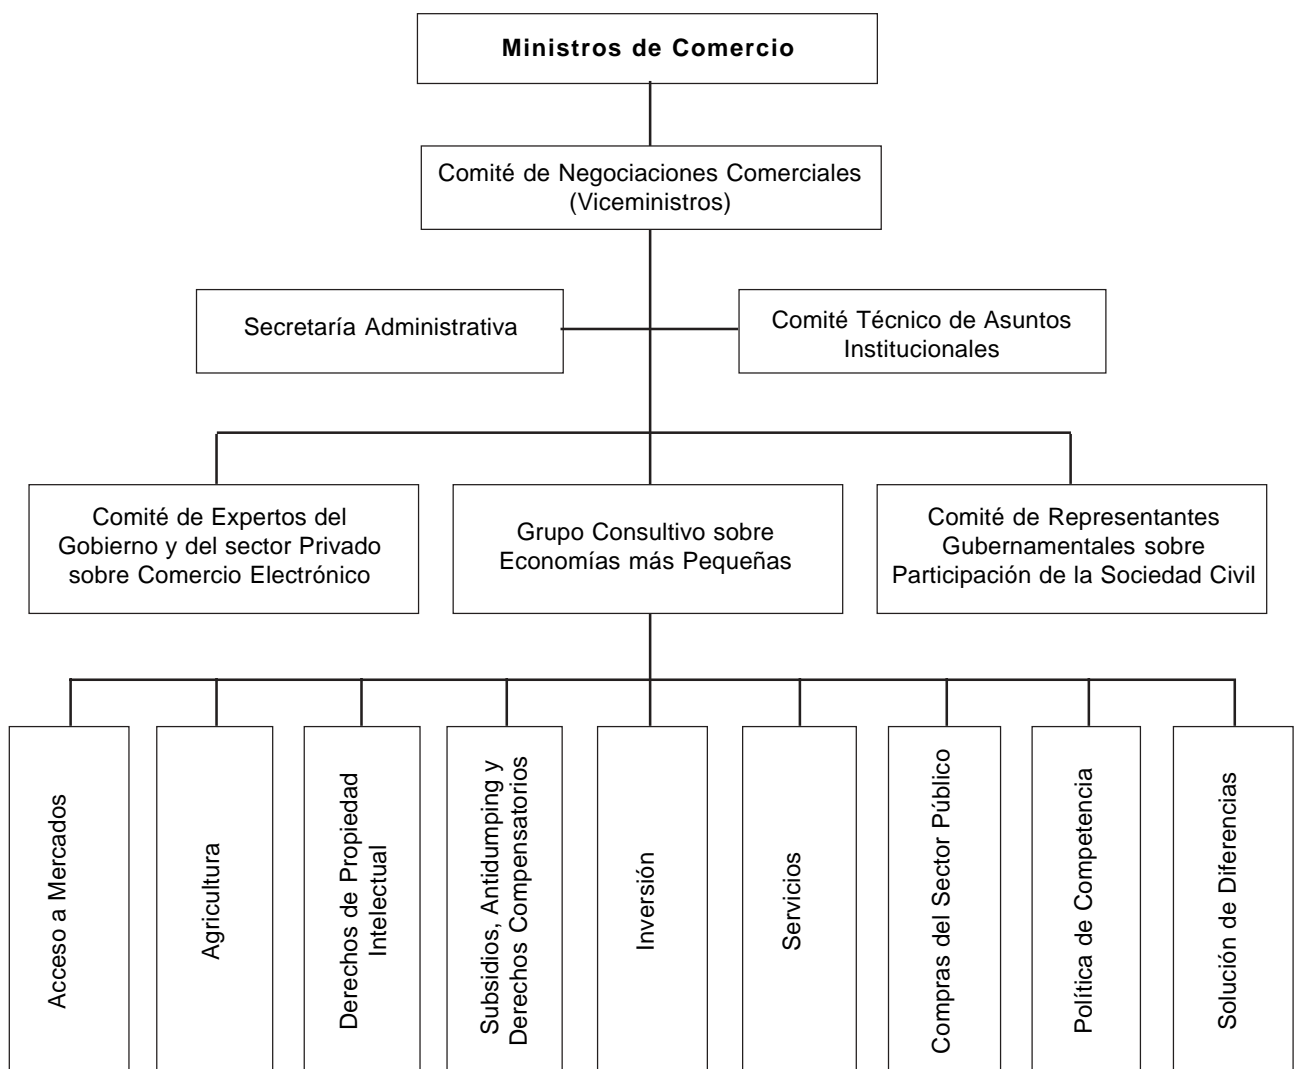 Ministros de Comercio
Comité de Negociaciones Comerciales
(Viceministros)
Secretaría Administrativa
Comité Técnico de Asuntos
Institucionales
Comité de Expertos del
Gobierno y del sector Privado
sobre Comercio Electrónico
Grupo Consultivo sobre
Economías más Pequeñas
Comité de Representantes
Gubernamentales sobre
Participación de la Sociedad Civil
Acceso a Mercados
Agricultura
Derechos de Propiedad
Intelectual
Subsidios, Antidumping y
Derechos Compensatorios
Inversión
Servicios
Compras del Sector Público
Política de Competencia
Solución de Diferencias